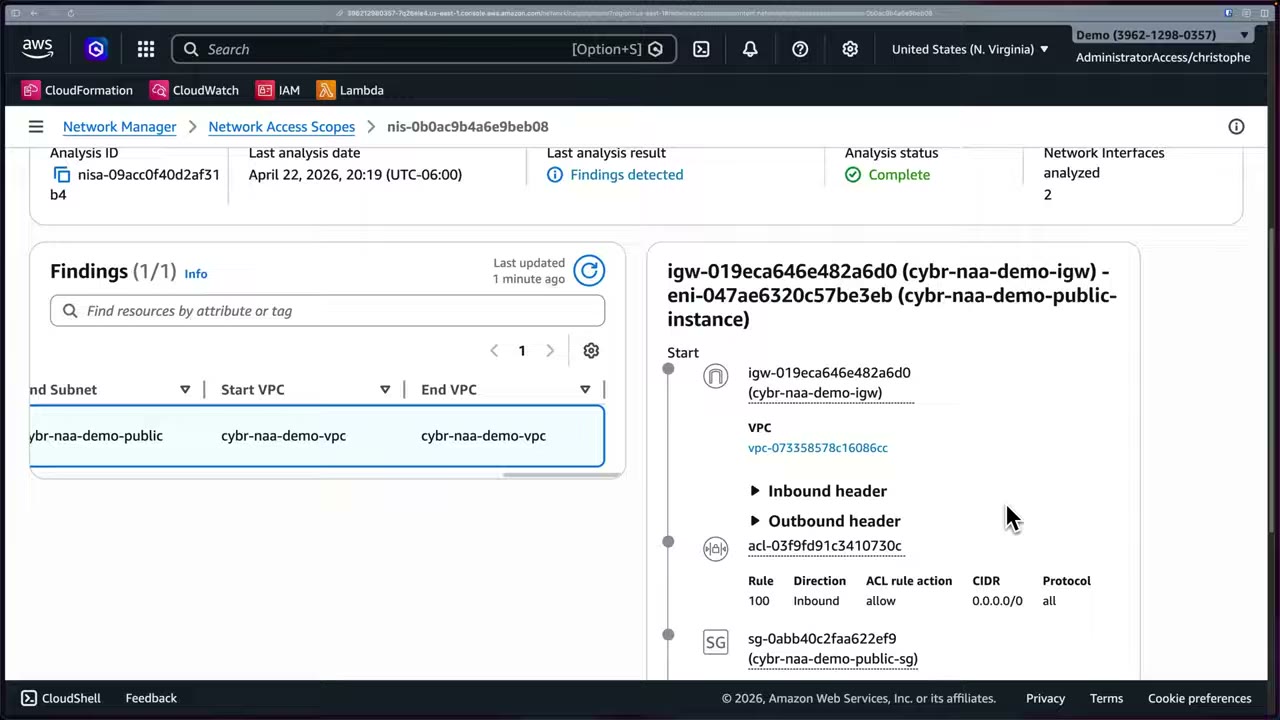 aws
Search
[Option+S]
United States (N. Virginia)
Demo (3962-1298-0357)
AdministratorAccess/christophe
CloudFormation
CloudWatch
IAM
Lambda
Network Manager
Network Access Scopes
nis-0b0ac9b4a6e9beb08
Analysis ID
nisa-09acc0f40d2af31
b4
Last analysis date
April 22, 2026, 20:19 (UTC-06:00)
Last analysis result
Findings detected
Analysis status
Complete
Network Interfaces
analyzed
2
Findings (1/1) Info
Last updated
1 minute ago
Find resources by attribute or tag
1
nd Subnet
Start VPC
End VPC
ybr-naa-demo-public
cybr-naa-demo-vpc
cybr-naa-demo-vpc
igw-019eca646e482a6d0 (cybr-naa-demo-igw) -
eni-047ae6320c57be3eb (cybr-naa-demo-public-
instance)
Start
igw-019eca646e482a6d0
(cybr-naa-demo-igw)
VPC
vpc-073358578c16086cc
Inbound header
Outbound header
acl-03f9fd91c3410730c
Rule Direction ACL rule action CIDR Protocol
100 Inbound allow 0.0.0.0/0 all
SG
sg-0abb40c2faa622ef9
(cybr-naa-demo-public-sg)
CloudShell
Feedback
© 2026, Amazon Web Services, Inc. or its affiliates.
Privacy
Terms
Cookie preferences